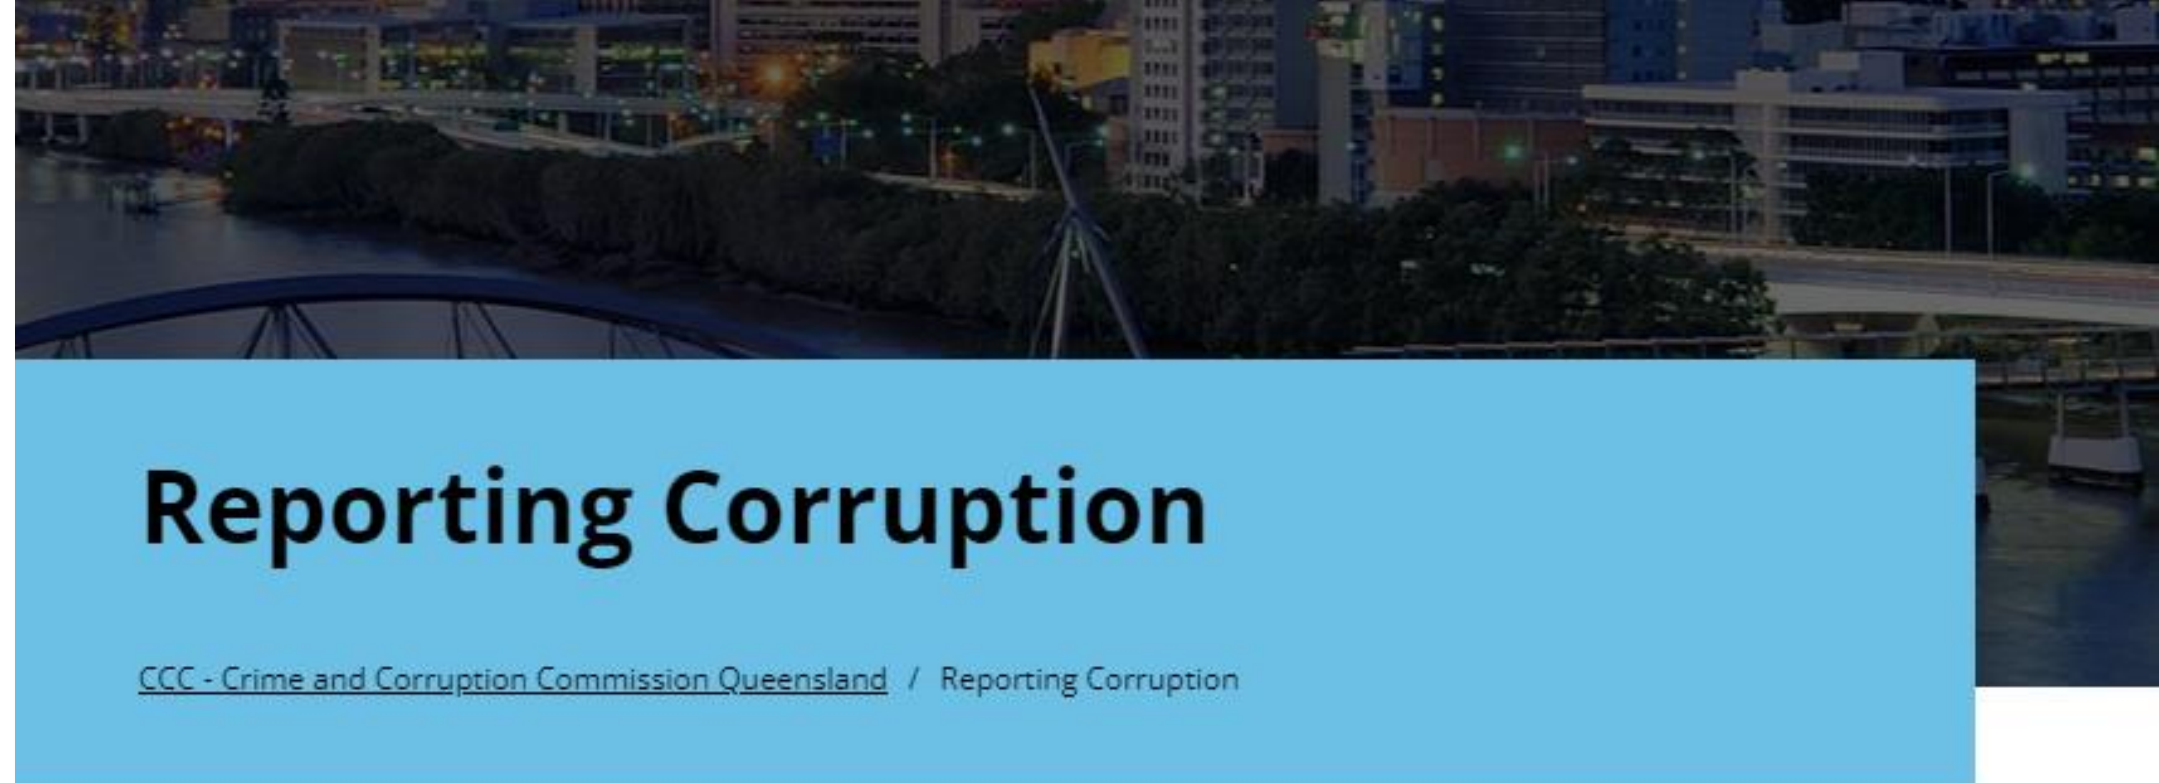 Reporting Corruption
CCC - Crime and Corruption Commission Queensland / Reporting Corruption